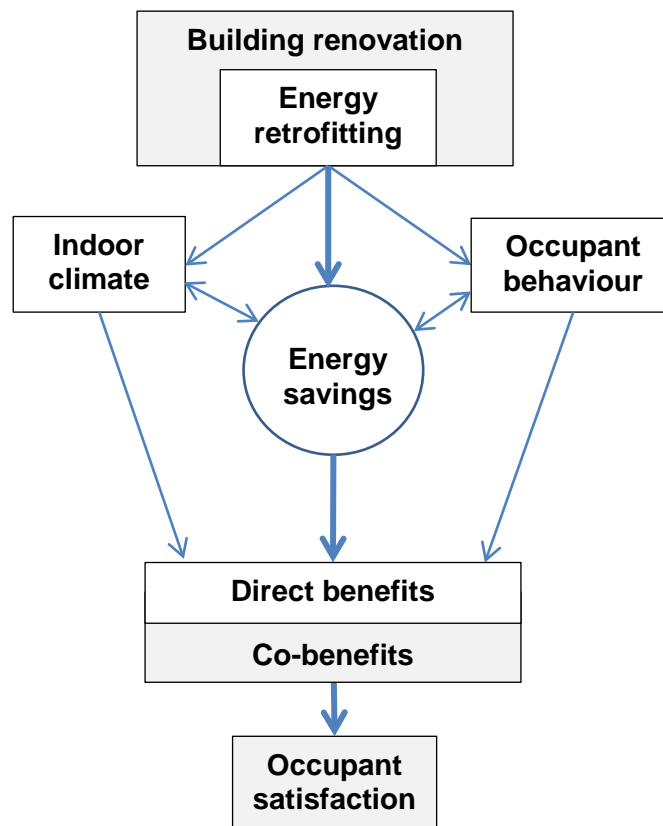 Building renovation
Energy
retrofitting
Indoor
climate
Occupant
behaviour
Energy
savings
Direct benefits
Co-benefits
Occupant
satisfaction